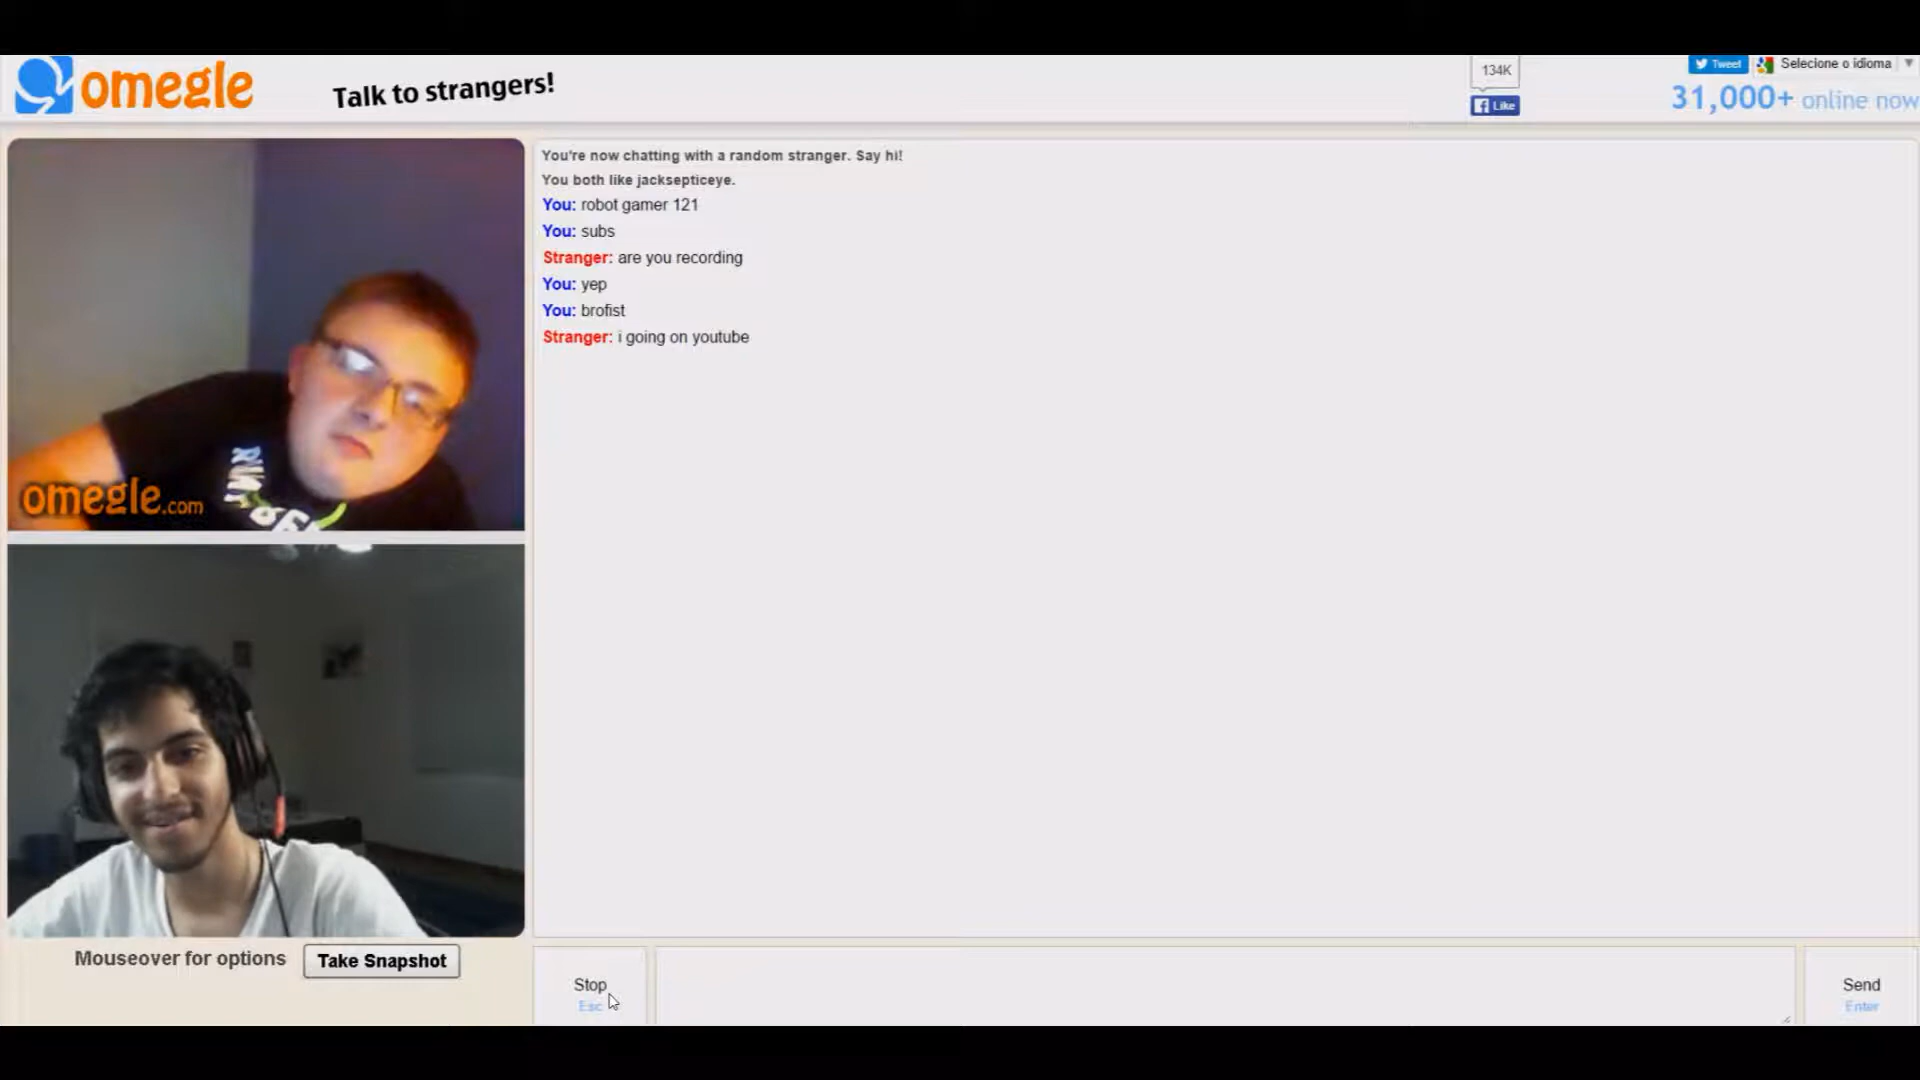 omegle
Talk to strangers!
134K
Like
Tweet
Selecione o idioma
31,000+ online now
You're now chatting with a random stranger. Say hi!
You both like jacksepticeye.
You: robot gamer 121
You: subs
Stranger: are you recording
You: yep
You: brofist
Stranger: i going on youtube
omegle.com
Mouseover for options
Take Snapshot
Stop
Esc
Send
Enter